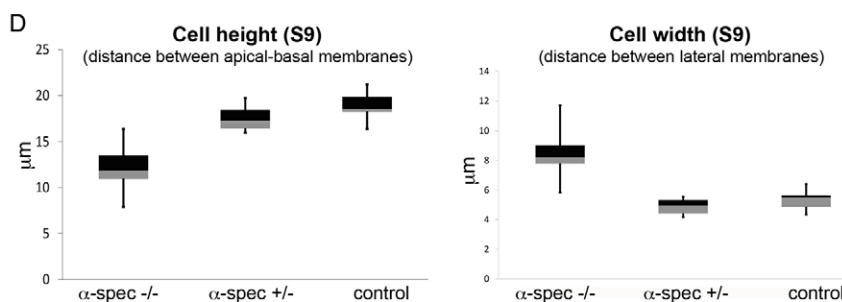 D
Cell height (S9)
(distance between apical-basal membranes)
25
20
15
10
5
0
μm
α-spec -/-
α-spec +/-
control
Cell width (S9)
(distance between lateral membranes)
14
12
10
8
6
4
2
0
μm
α-spec -/-
α-spec +/-
control